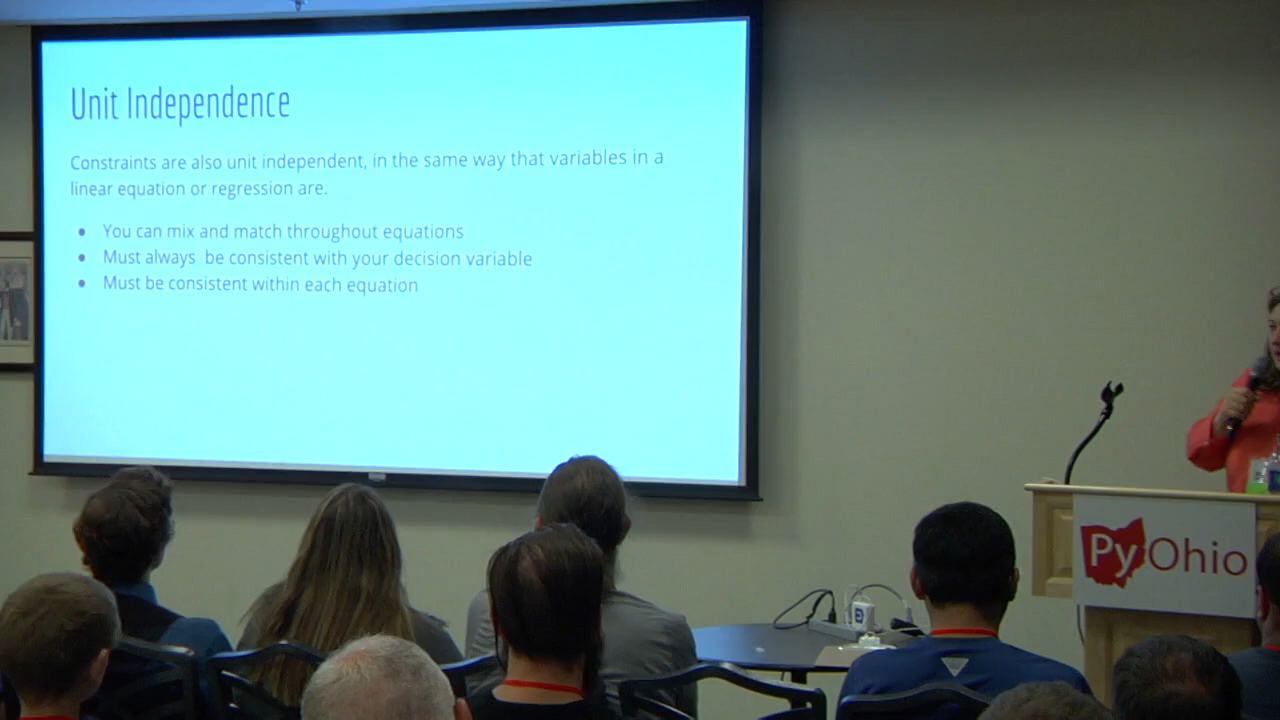 Unit Independence
Constraints are also unit independent, in the same way that variables in a
linear equation or regression are.
• You can mix and match throughout equations
• Must always be consistent with your decision variable
• Must be consistent within each equation
PyOhio